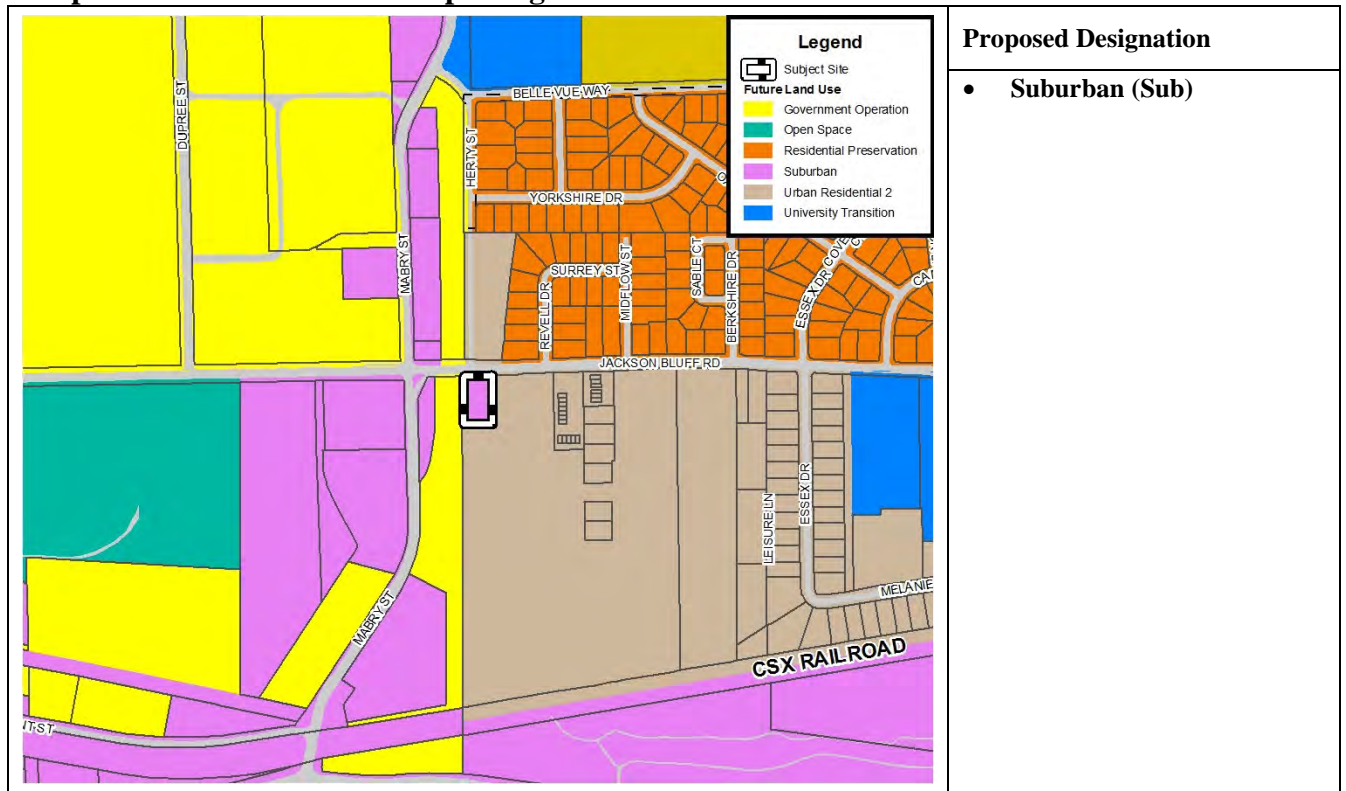 Legend
Subject Site
Future Land Use
Government Operation
Open Space
Residential Preservation
Suburban
Urban Residential 2
University Transition
Proposed Designation
• Suburban (Sub)
BELLE VUE WAY
DUPREE ST
HERTY ST
YORKSHIRE DR
MABRY ST
SURREY ST
REVELL DR
MIDFLOW ST
SABLE CT
BERKSHIRE DR
ESSEX DR
JACKSON BLUFF RD
LEISURE LN
ESSEX DR
MELANIE
MABRY ST
CSX RAILROAD